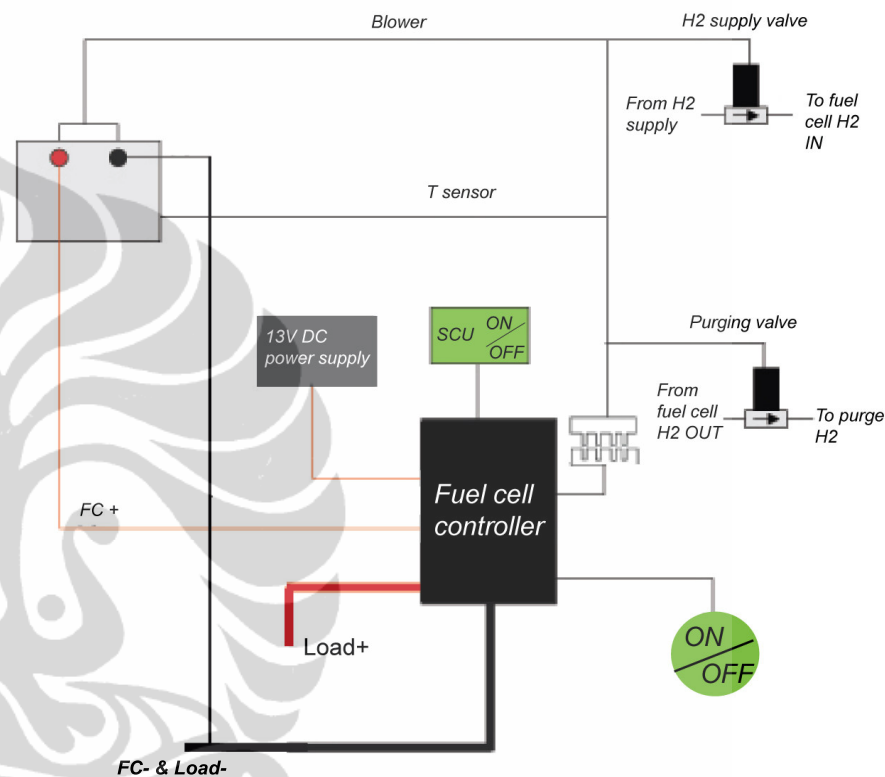 Blower
H2 supply valve
From H2
supply
To fuel
cell H2
IN
T sensor
13V DC
power supply
SCU
ON
OFF
Purging valve
From
fuel cell
H2 OUT
To purge
H2
Fuel cell
controller
FC +
Load+
ON
OFF
FC- & Load-